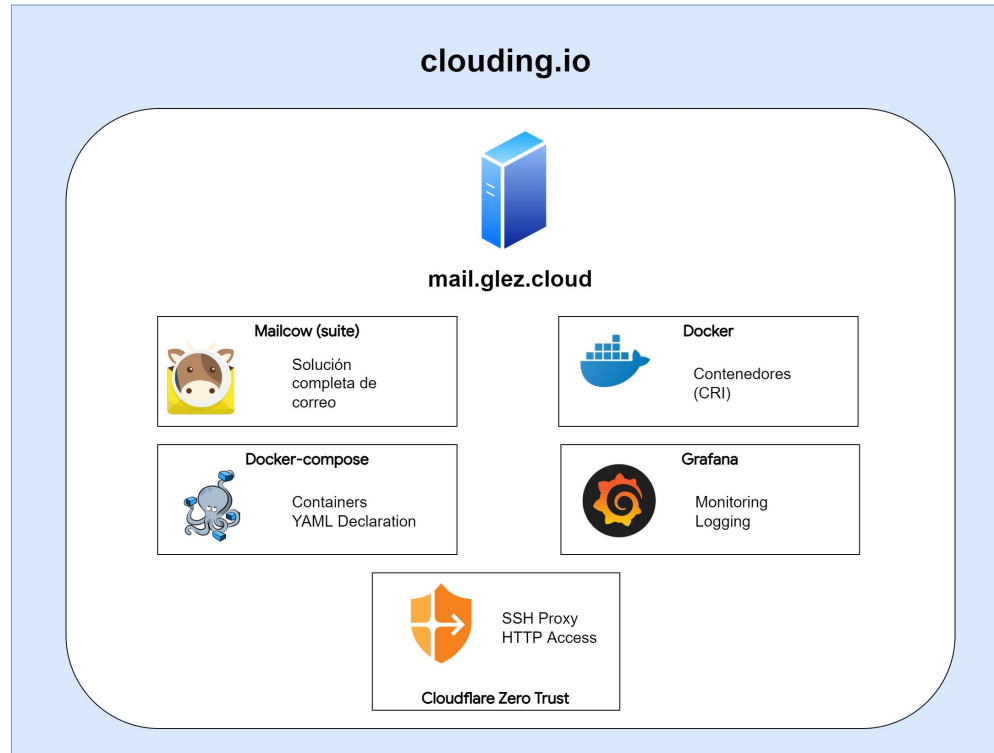 clouding.io
mail.glez.cloud
Mailcow (suite)
Solución
completa de
correo
Docker
Contenedores
(CRI)
Docker-compose
Containers
YAML Declaration
Grafana
Monitoring
Logging
SSH Proxy
HTTP Access
Cloudflare Zero Trust